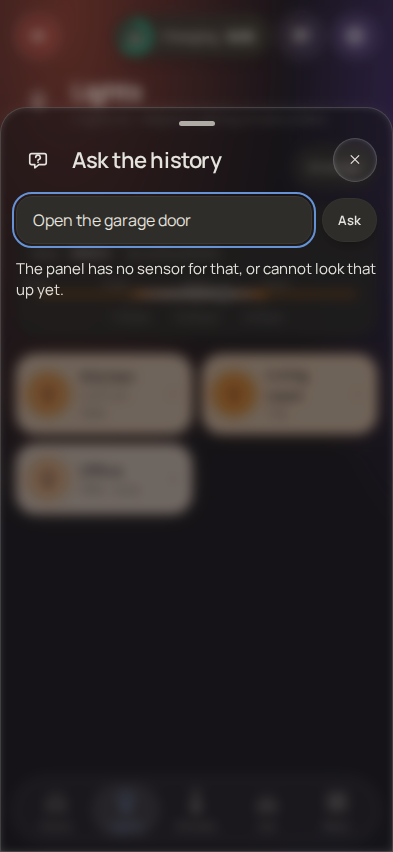 Lights
Ask the history
Open the garage door
Ask
The panel has no sensor for that, or cannot look that
up yet.